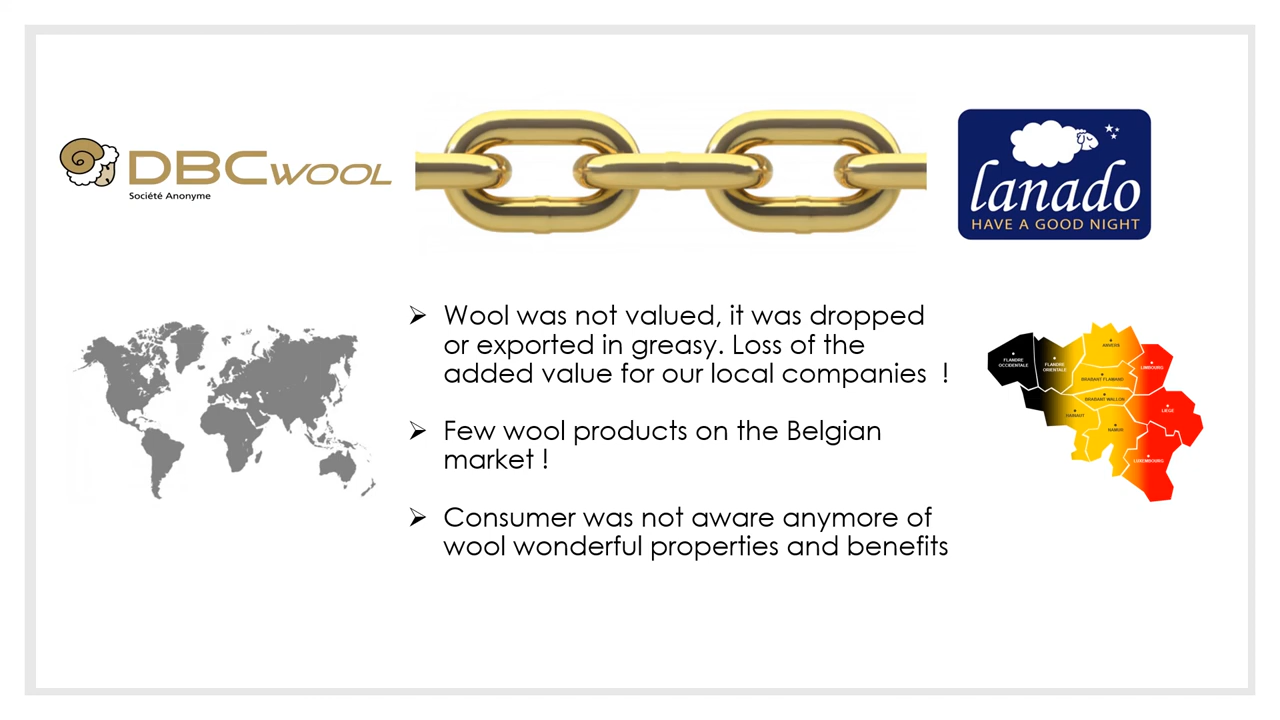 DBCWOOL
Société Anonyme
lanado
HAVE A GOOD NIGHT
➢ Wool was not valued, it was dropped
or exported in greasy. Loss of the
added value for our local companies !
➢ Few wool products on the Belgian
market !
➢ Consumer was not aware anymore of
wool wonderful properties and benefits
FLANDRE
OCCIDENTALE
FLANDRE
ORIENTALE
ANVERS
LIMBOURG
BRABANT FLAMAND
BRABANT WALLON
HAINAUT
LIEGE
NAMUR
LUXEMBOURG